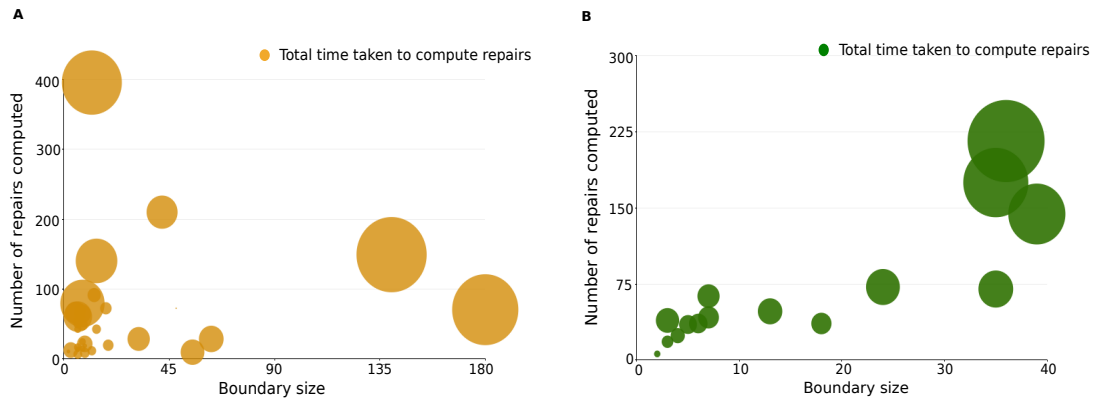 A
Total time taken to compute repairs
Number of repairs computed
400
300
200
100
0
0 45 90 135 180
Boundary size
B
Total time taken to compute repairs
Number of repairs computed
300
225
150
75
0
0 10 20 30 40
Boundary size